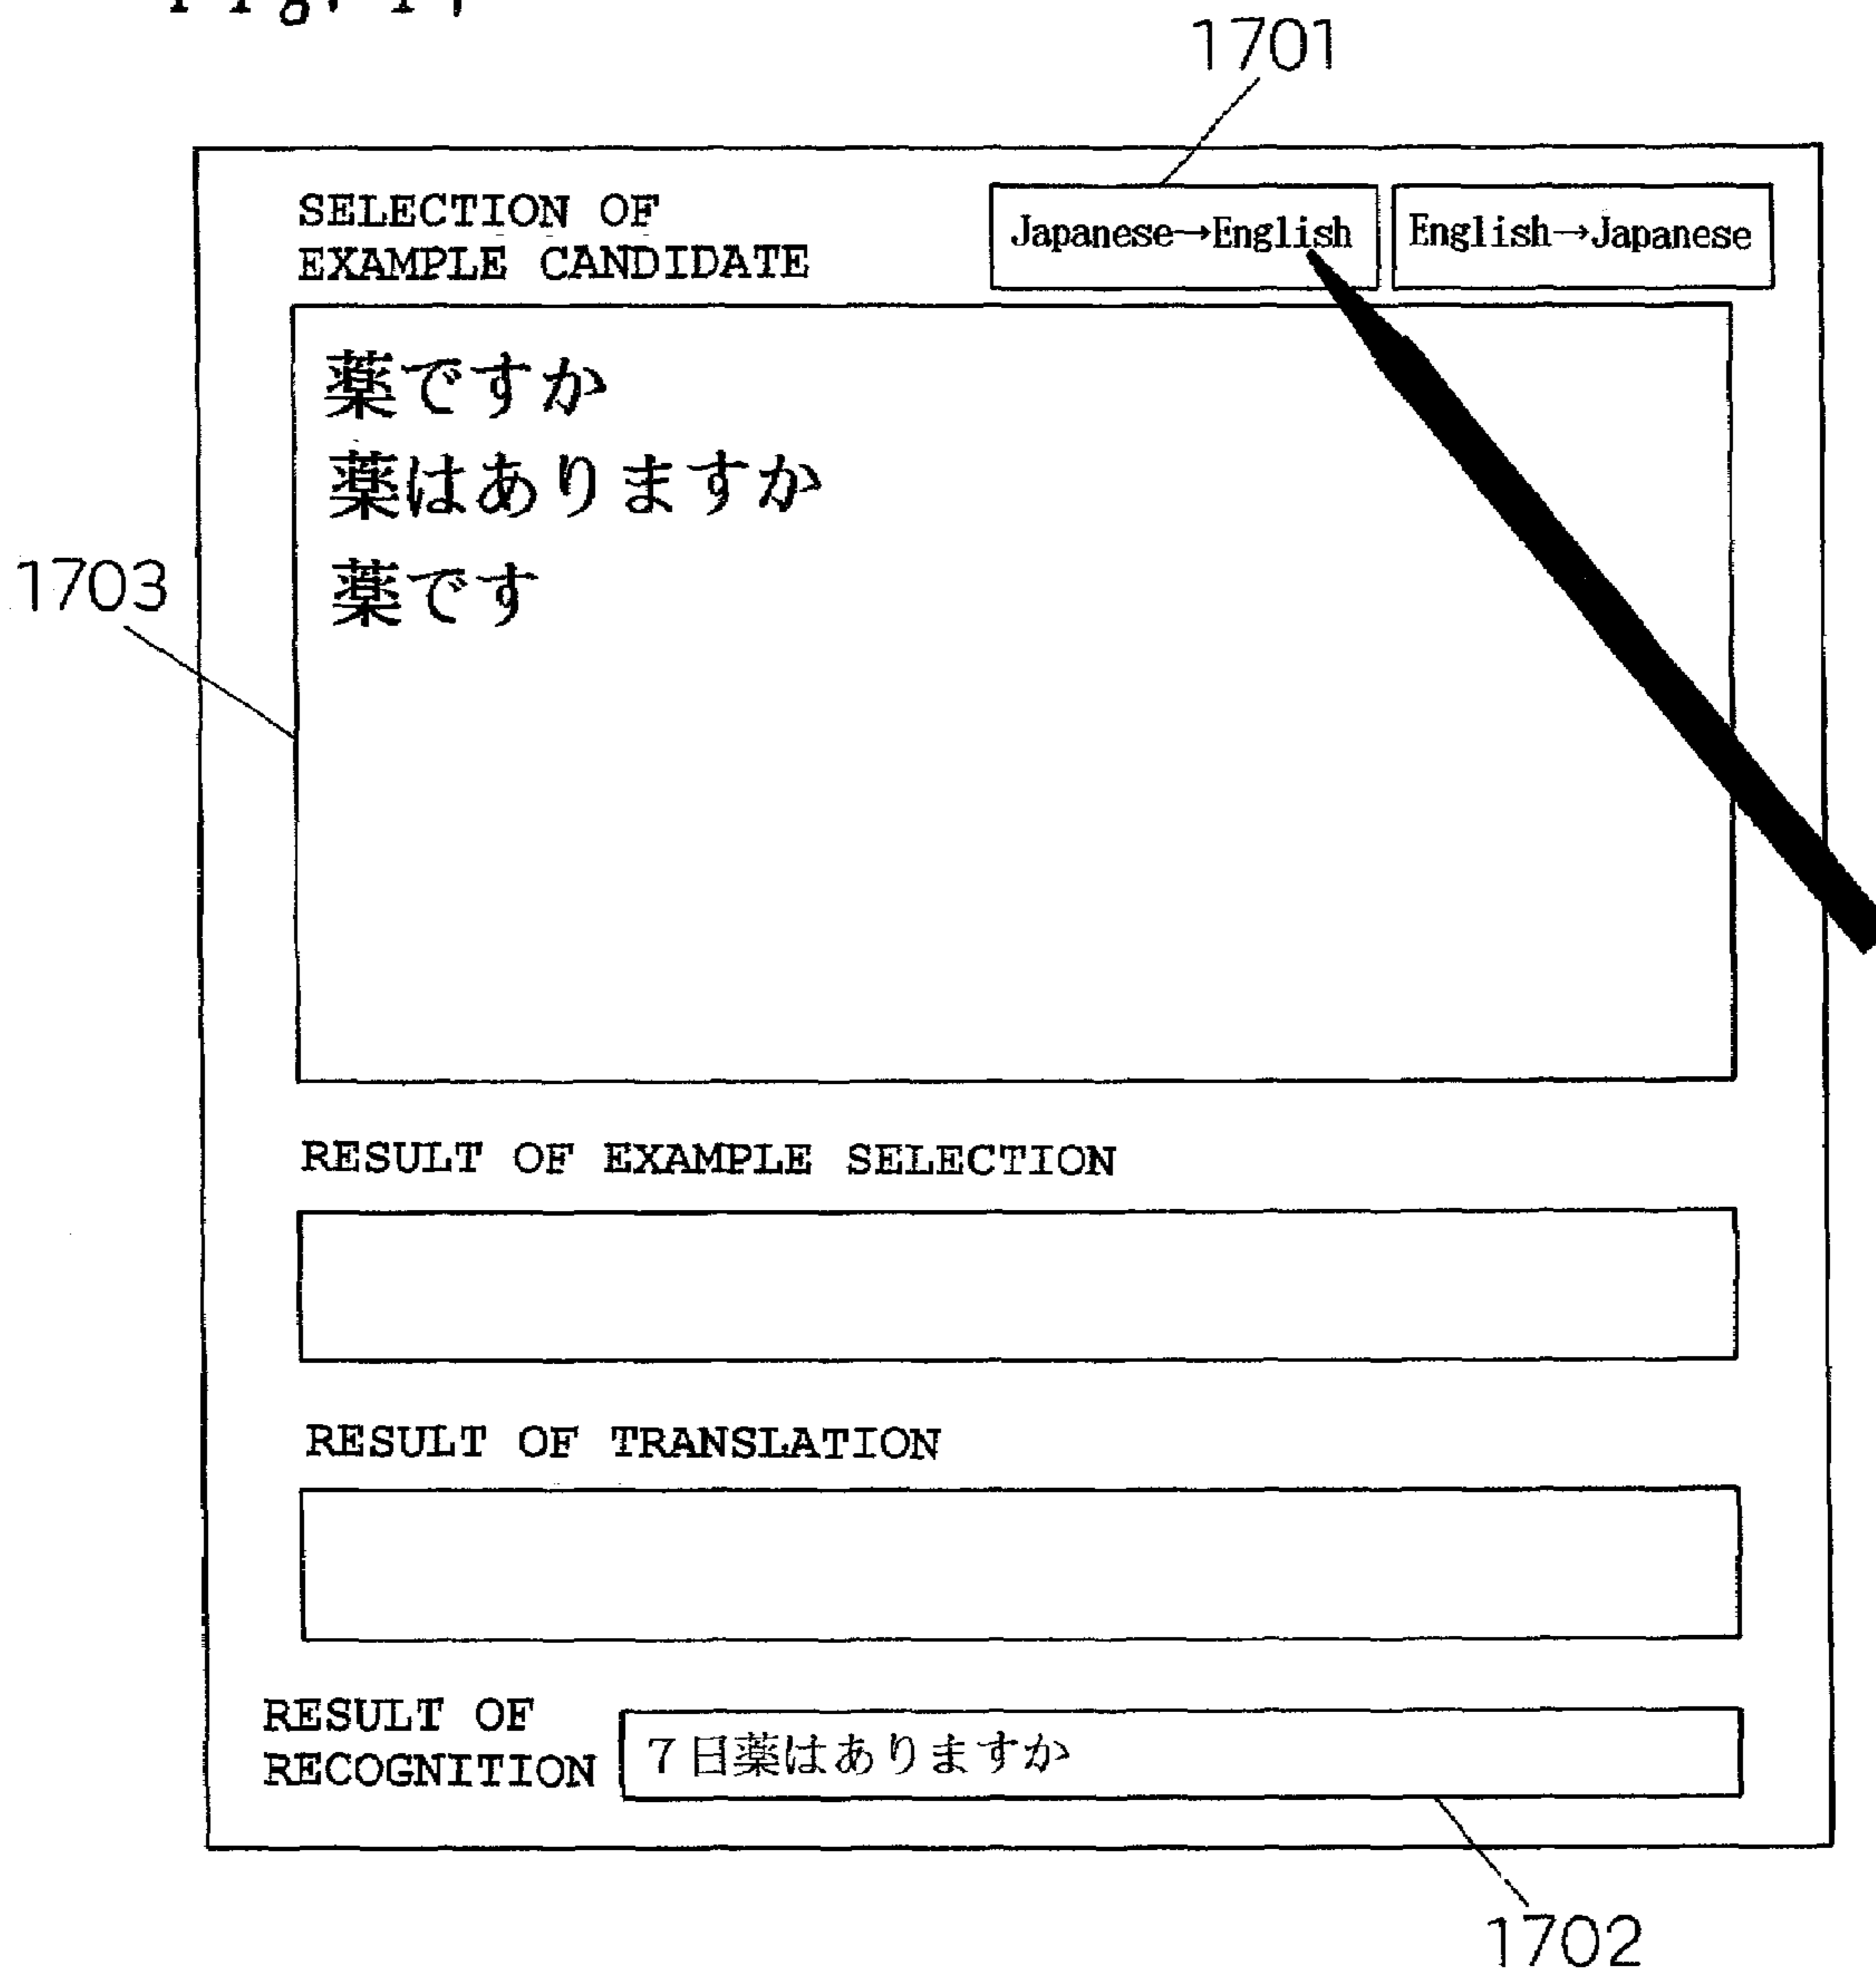 1701
SELECTION OF
EXAMPLE CANDIDATE
Japanese→English
English→Japanese
薬ですか
薬はありますか
薬です
1703
RESULT OF EXAMPLE SELECTION
RESULT OF TRANSLATION
RESULT OF
RECOGNITION
7日薬はありますか
1702